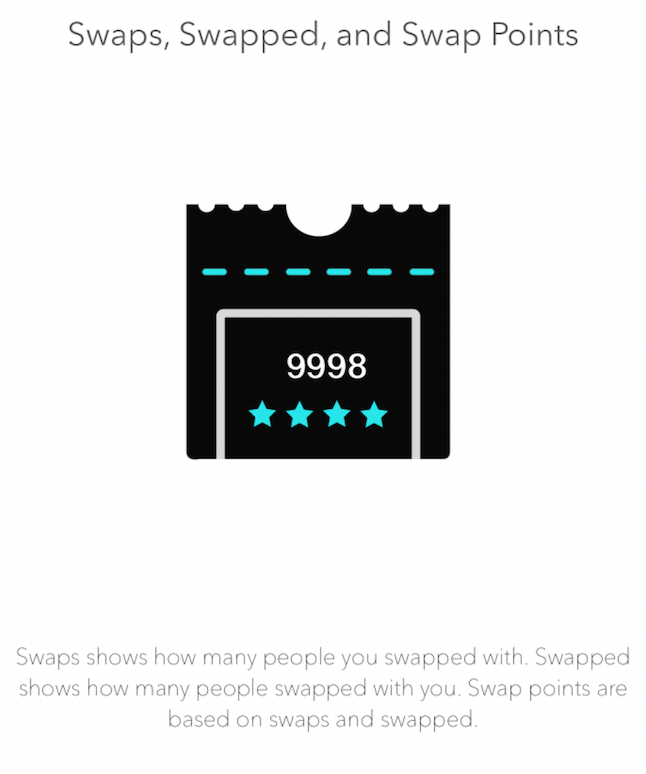 Swaps, Swapped, and Swap Points
9998
Swaps shows how many people you swapped with. Swapped
shows how many people swapped with you. Swap points are
based on swaps and swapped.